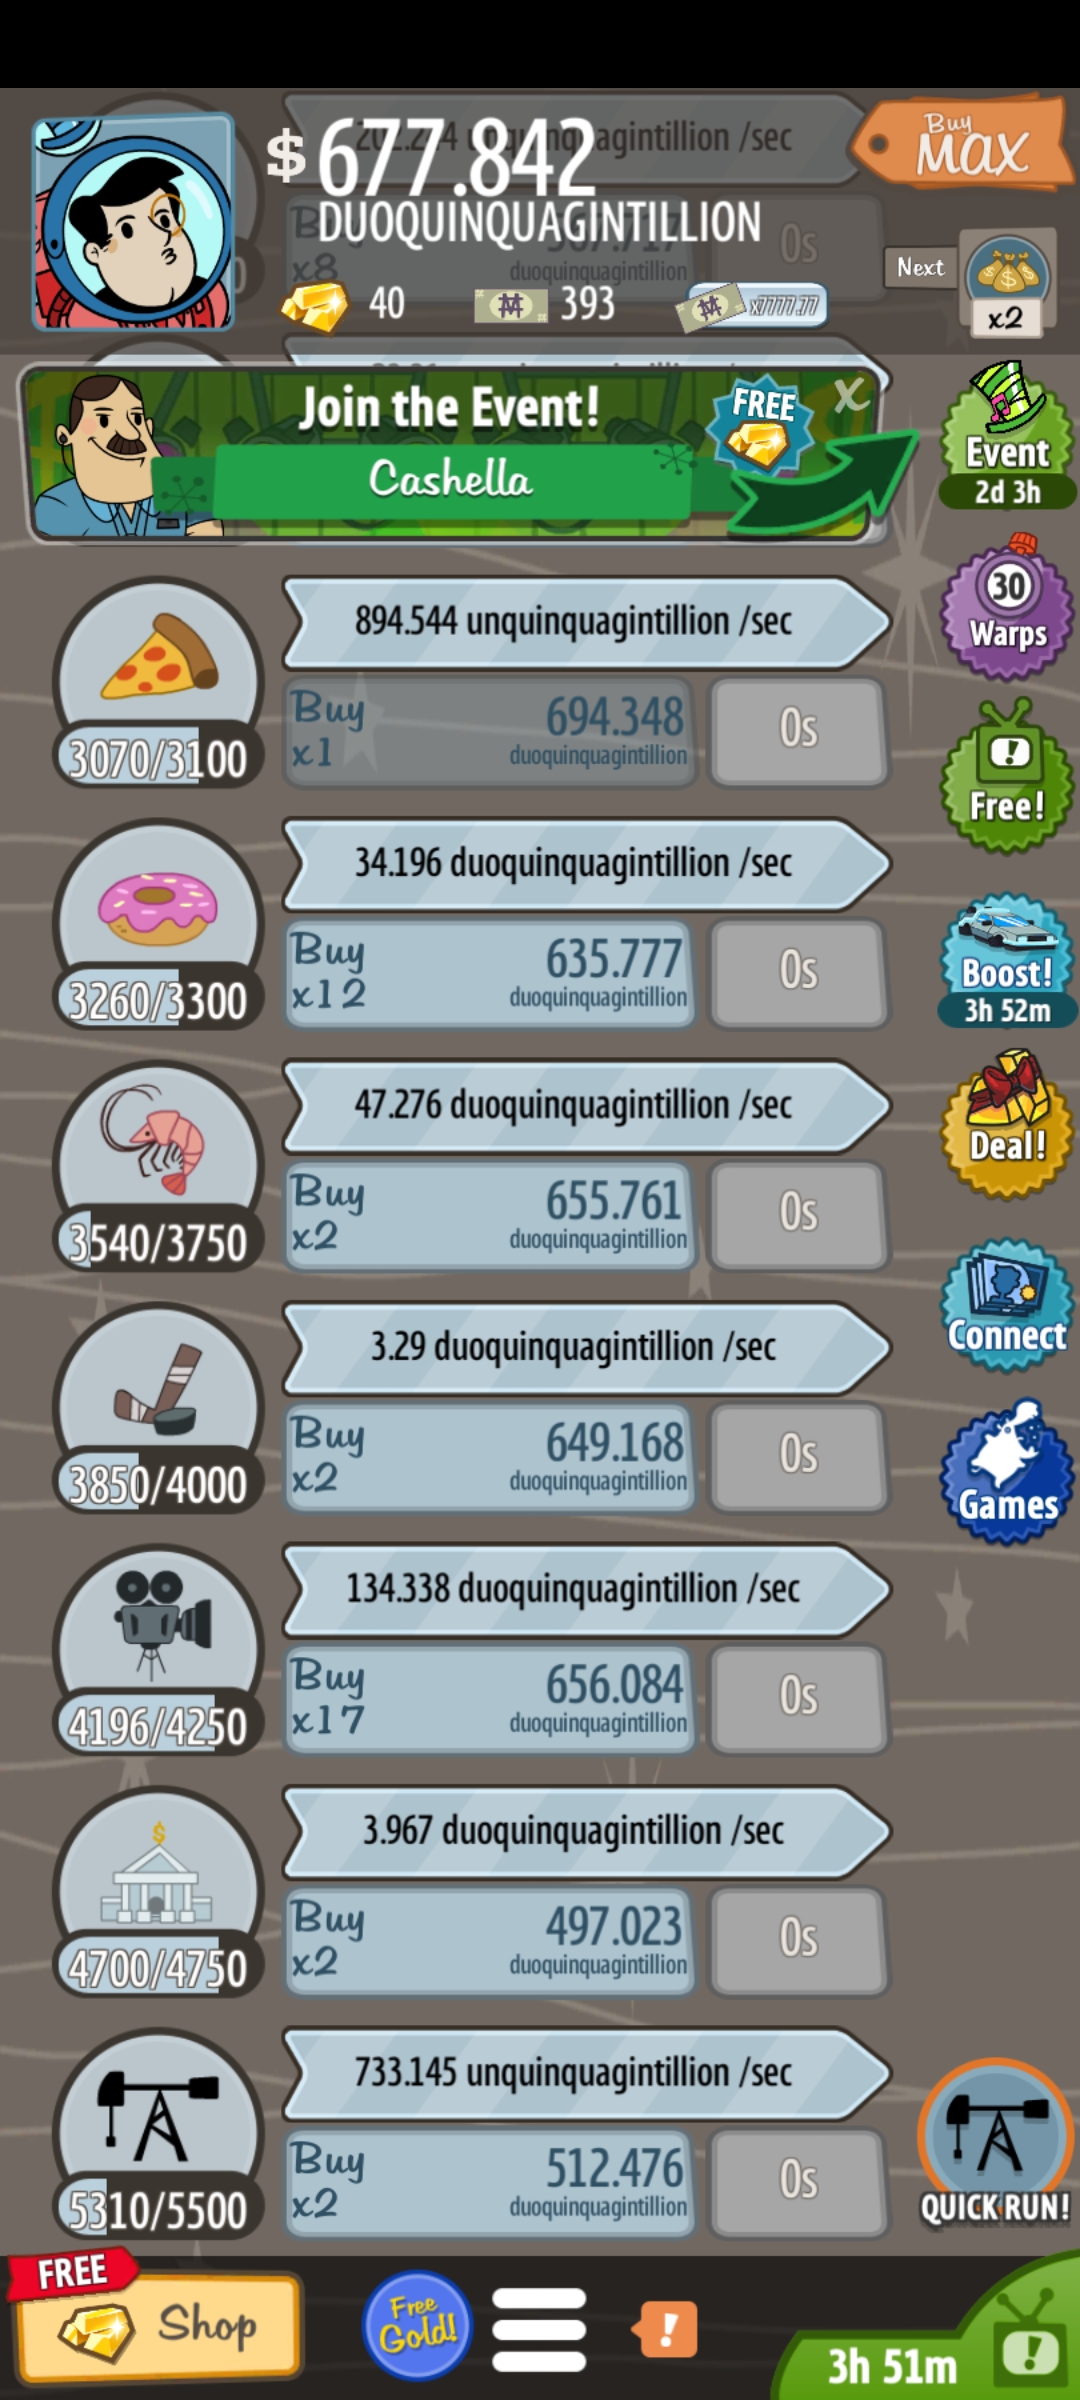 $ 677.842
DUOQUINQUAGINTILLION
Buy
MAX
40
393
x7777.77
Next
x2
unquinquagintillion /sec
Buy
x8
duoquinquagintillion
0s
Join the Event!
Cashella
FREE
X
Event
2d 3h
894.544 unquinquagintillion /sec
3070/3100
Buy
x1
694.348
duoquinquagintillion
0s
30
Warps
Free!
34.196 duoquinquagintillion /sec
3260/3300
Buy
x12
635.777
duoquinquagintillion
0s
Boost!
3h 52m
47.276 duoquinquagintillion /sec
3540/3750
Buy
x2
655.761
duoquinquagintillion
0s
Deal!
3.29 duoquinquagintillion /sec
3850/4000
Buy
x2
649.168
duoquinquagintillion
0s
Connect
Games
134.338 duoquinquagintillion /sec
4196/4250
Buy
x17
656.084
duoquinquagintillion
0s
3.967 duoquinquagintillion /sec
4700/4750
Buy
x2
497.023
duoquinquagintillion
0s
733.145 unquinquagintillion /sec
5310/5500
Buy
x2
512.476
duoquinquagintillion
0s
QUICK RUN!
FREE
Shop
Free
Gold!
3h 51m